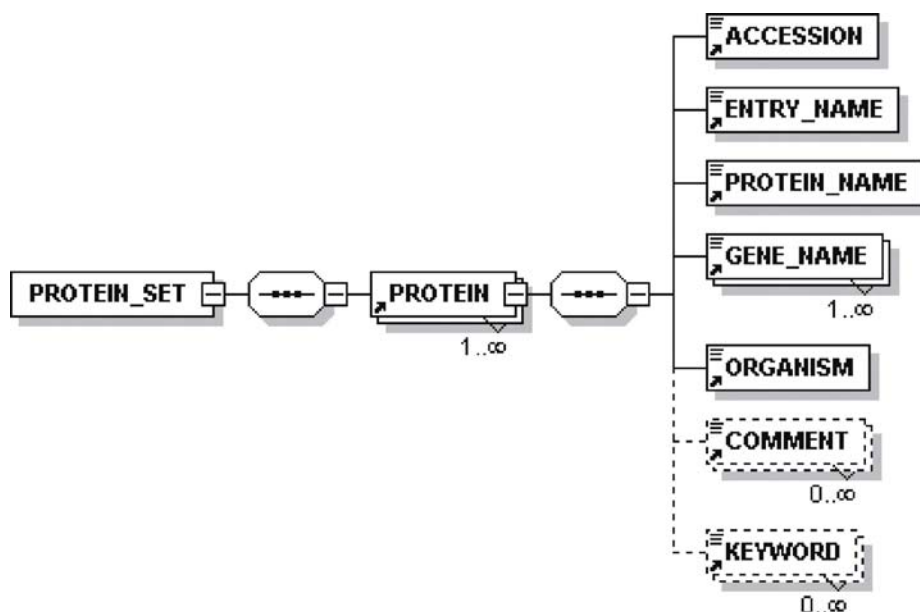 ACCESSION
ENTRY_NAME
PROTEIN_NAME
GENE_NAME
1..∞
PROTEIN_SET
PROTEIN
1..∞
ORGANISM
COMMENT
0..∞
KEYWORD
0..∞